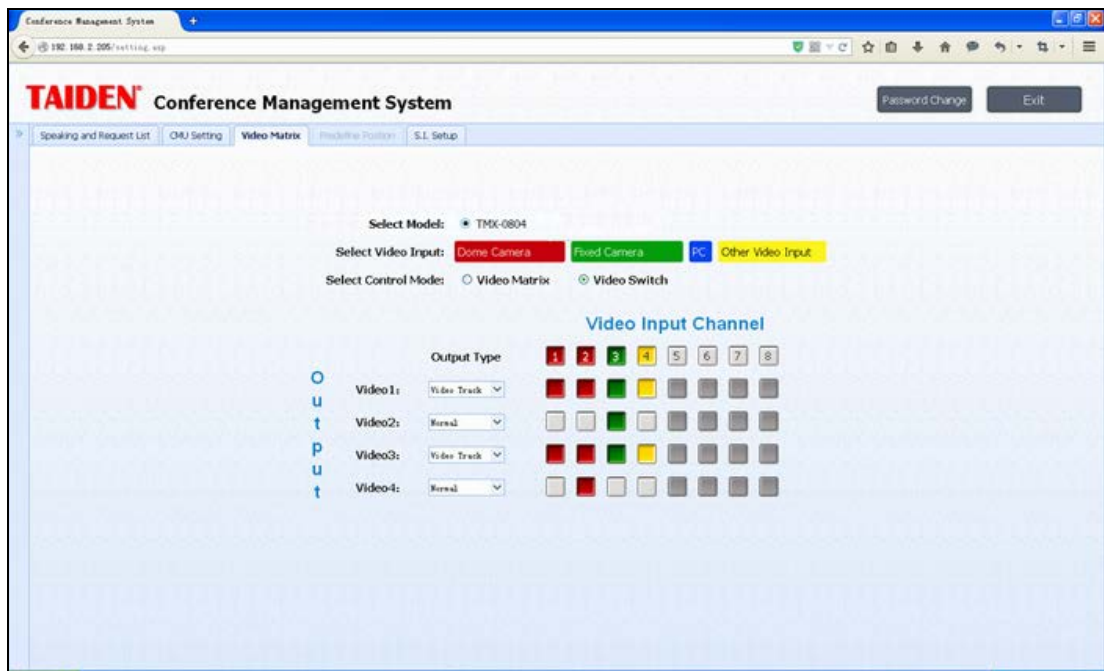 Conference Management System
192.168.2.205/setting.asp
TAIDEN® Conference Management System
Password Change
Exit
Speaking and Request List
CMU Setting
Video Matrix
Predefine Position
S.I. Setup
Select Model: TMX-0804
Select Video Input: Dome Camera Fixed Camera PC Other Video Input
Select Control Mode: Video Matrix Video Switch
Video Input Channel
Output Type 1 2 3 4 5 6 7 8
Output
Video1: Video Track
Video2: Normal
Video3: Video Track
Video4: Normal